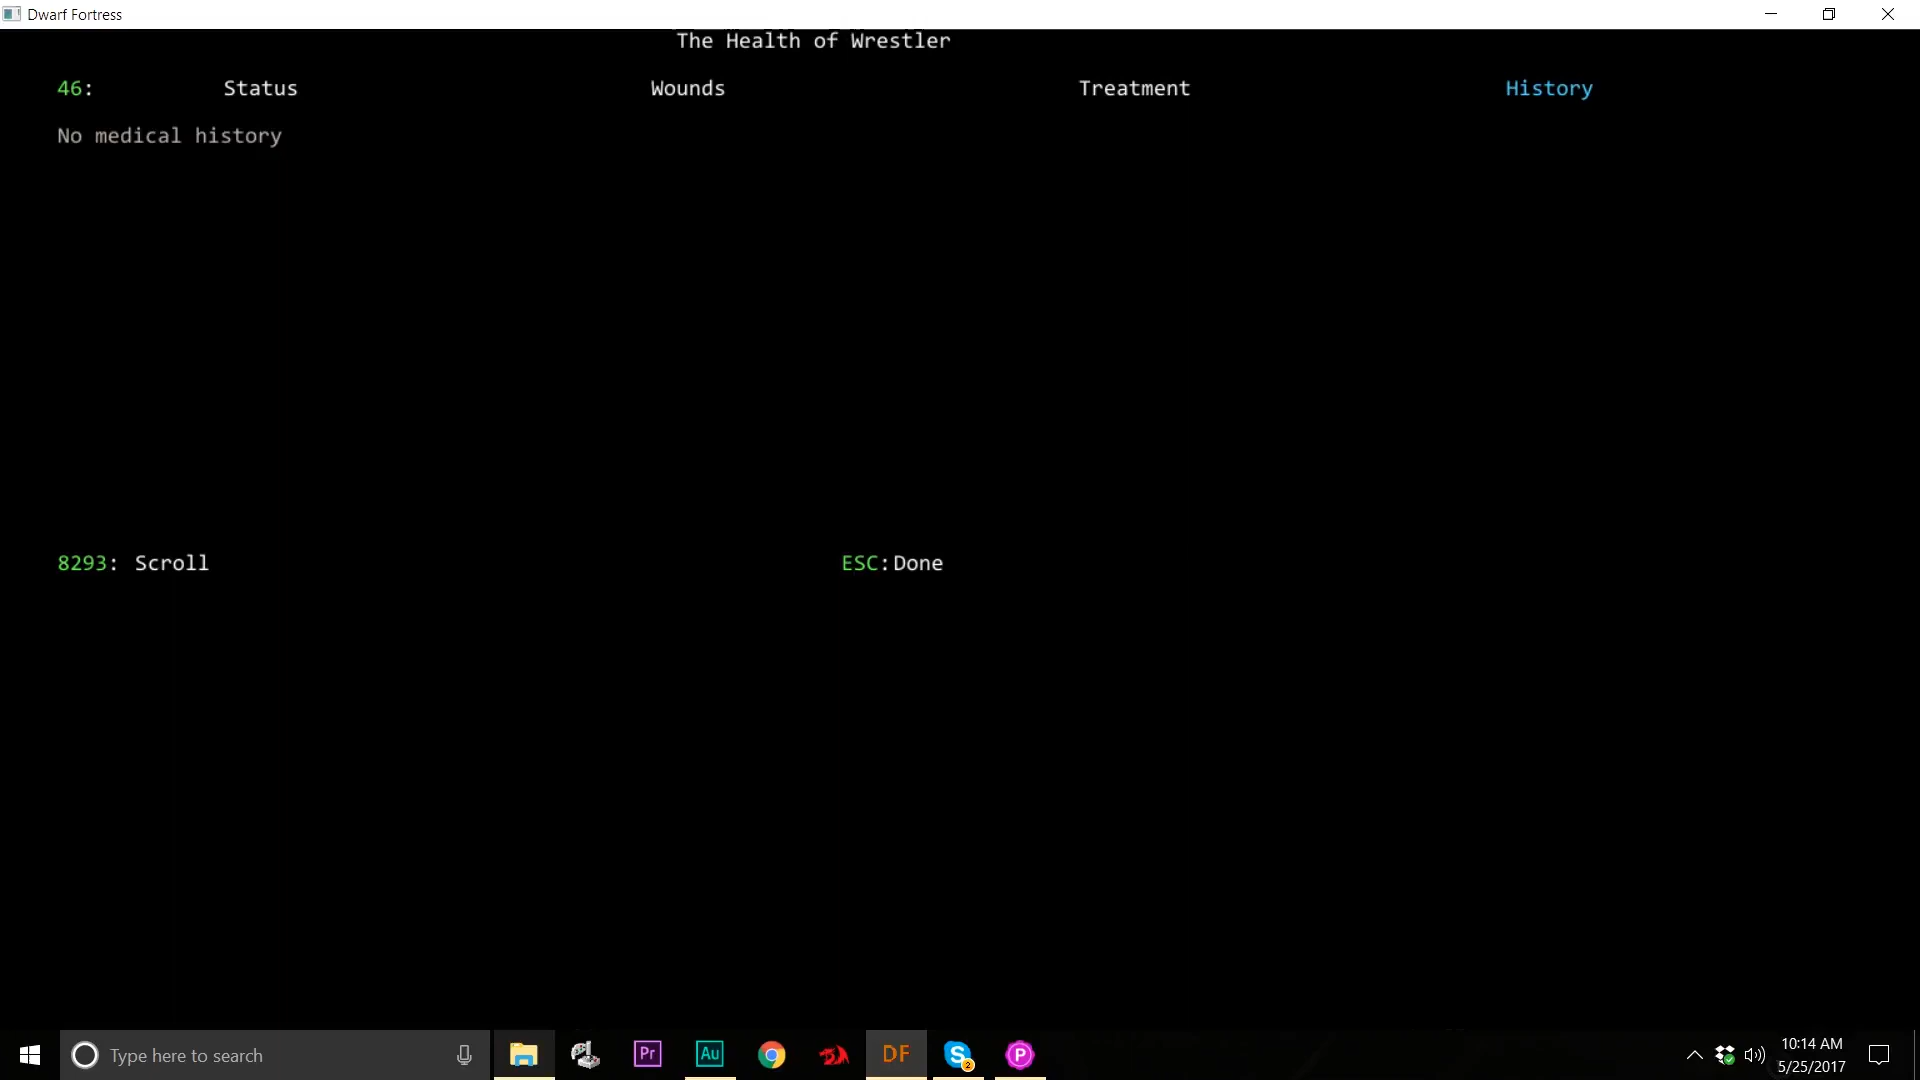 Dwarf Fortress
The Health of Wrestler
46: Status Wounds Treatment History
No medical history
8293: Scroll ESC:Done
Type here to search
Pr
Au
DF
S
2
P
10:14 AM
5/25/2017